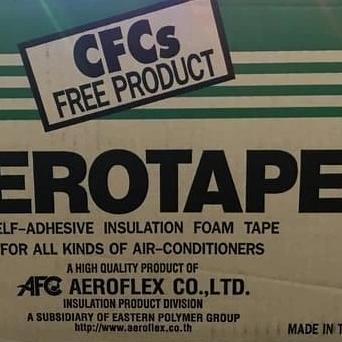 CFCs
FREE PRODUCT
EROTAPE
ELF-ADHESIVE INSULATION FOAM TAPE
FOR ALL KINDS OF AIR-CONDITIONERS
A HIGH QUALITY PRODUCT OF
AFC AEROFLEX CO.,LTD.
INSULATION PRODUCT DIVISION
A SUBSIDIARY OF EASTERN POLYMER GROUP
http://www.aeroflex.co.th
MADE IN T